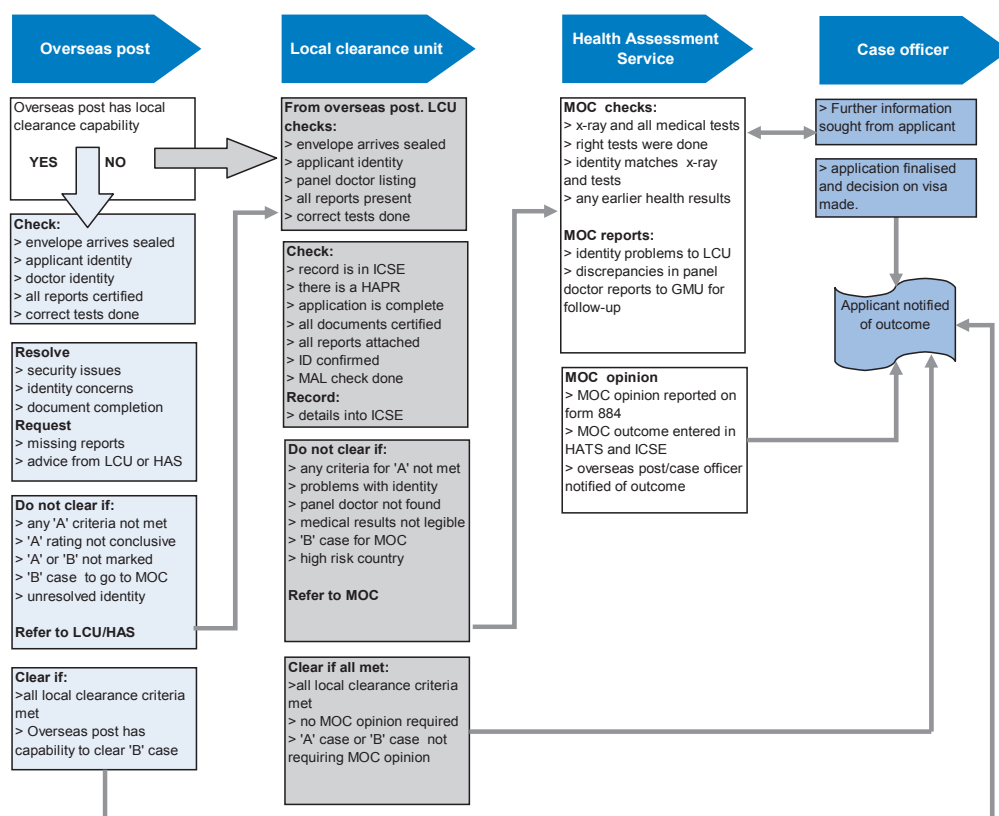 Overseas post
Local clearance unit
Health Assessment
Service
Case officer
Overseas post has local
clearance capability
YES NO
Check:
> envelope arrives sealed
> applicant identity
> doctor identity
> all reports certified
> correct tests done
Resolve
> security issues
> identity concerns
> document completion
Request
> missing reports
> advice from LCU or HAS
Do not clear if:
> any 'A' criteria not met
> 'A' rating not conclusive
> 'A' or 'B' not marked
> 'B' case to go to MOC
> unresolved identity
Refer to LCU/HAS
Clear if:
>all local clearance criteria
met
> Overseas post has
capability to clear 'B' case
From overseas post. LCU
checks:
> envelope arrives sealed
> applicant identity
> panel doctor listing
> all reports present
> correct tests done
Check:
> record is in ICSE
> there is a HAPR
> application is complete
> all documents certified
> all reports attached
> ID confirmed
> MAL check done
Record:
> details into ICSE
Do not clear if:
> any criteria for 'A' not met
> problems with identity
> panel doctor not found
> medical results not legible
> 'B' case for MOC
> high risk country
Refer to MOC
Clear if all met:
>all local clearance criteria
met
> no MOC opinion required
> 'A' case or 'B' case not
requiring MOC opinion
MOC checks:
> x-ray and all medical tests
> right tests were done
> identity matches x-ray
and tests
> any earlier health results
MOC reports:
> identity problems to LCU
> discrepancies in panel
doctor reports to GMU for
follow-up
MOC opinion
> MOC opinion reported on
form 884
> MOC outcome entered in
HATS and ICSE
> overseas post/case officer
notified of outcome
> Further information
sought from applicant
> application finalised
and decision on visa
made.
Applicant notified
of outcome